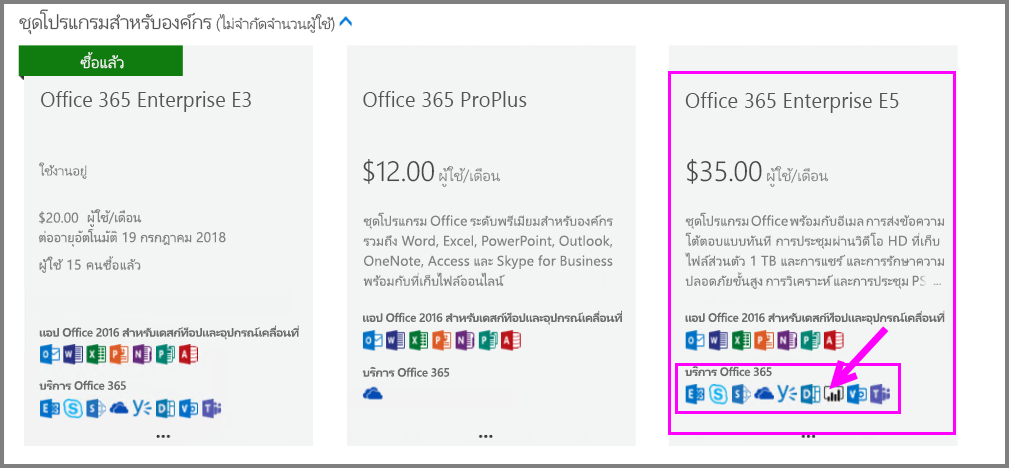 ชุดโปรแกรมสำหรับองค์กร (ไม่จำกัดจำนวนผู้ใช้)
ซื้อแล้ว
Office 365 Enterprise E3
ใช้งานอยู่
$20.00 ผู้ใช้/เดือน
ต่ออายุอัตโนมัติ 19 กรกฎาคม 2018
ผู้ใช้ 15 คนซื้อแล้ว
แอป Office 2016 สำหรับเดสก์ท็อปและอุปกรณ์เคลื่อนที่
บริการ Office 365
...
Office 365 ProPlus
$12.00 ผู้ใช้/เดือน
ชุดโปรแกรม Office ระดับพรีเมียมสำหรับองค์กร
รวมถึง Word, Excel, PowerPoint, Outlook,
OneNote, Access และ Skype for Business
พร้อมกับที่เก็บไฟล์ออนไลน์
แอป Office 2016 สำหรับเดสก์ท็อปและอุปกรณ์เคลื่อนที่
บริการ Office 365
...
Office 365 Enterprise E5
$35.00 ผู้ใช้/เดือน
ชุดโปรแกรม Office พร้อมกับอีเมล การส่งข้อความ
โต้ตอบแบบทันที การประชุมผ่านวิดีโอ HD ที่เก็บ
ไฟล์ส่วนตัว 1 TB และการแชร์ และการรักษาความ
ปลอดภัยขั้นสูง การวิเคราะห์ และการประชุม PS ...
แอป Office 2016 สำหรับเดสก์ท็อปและอุปกรณ์เคลื่อนที่
บริการ Office 365
...